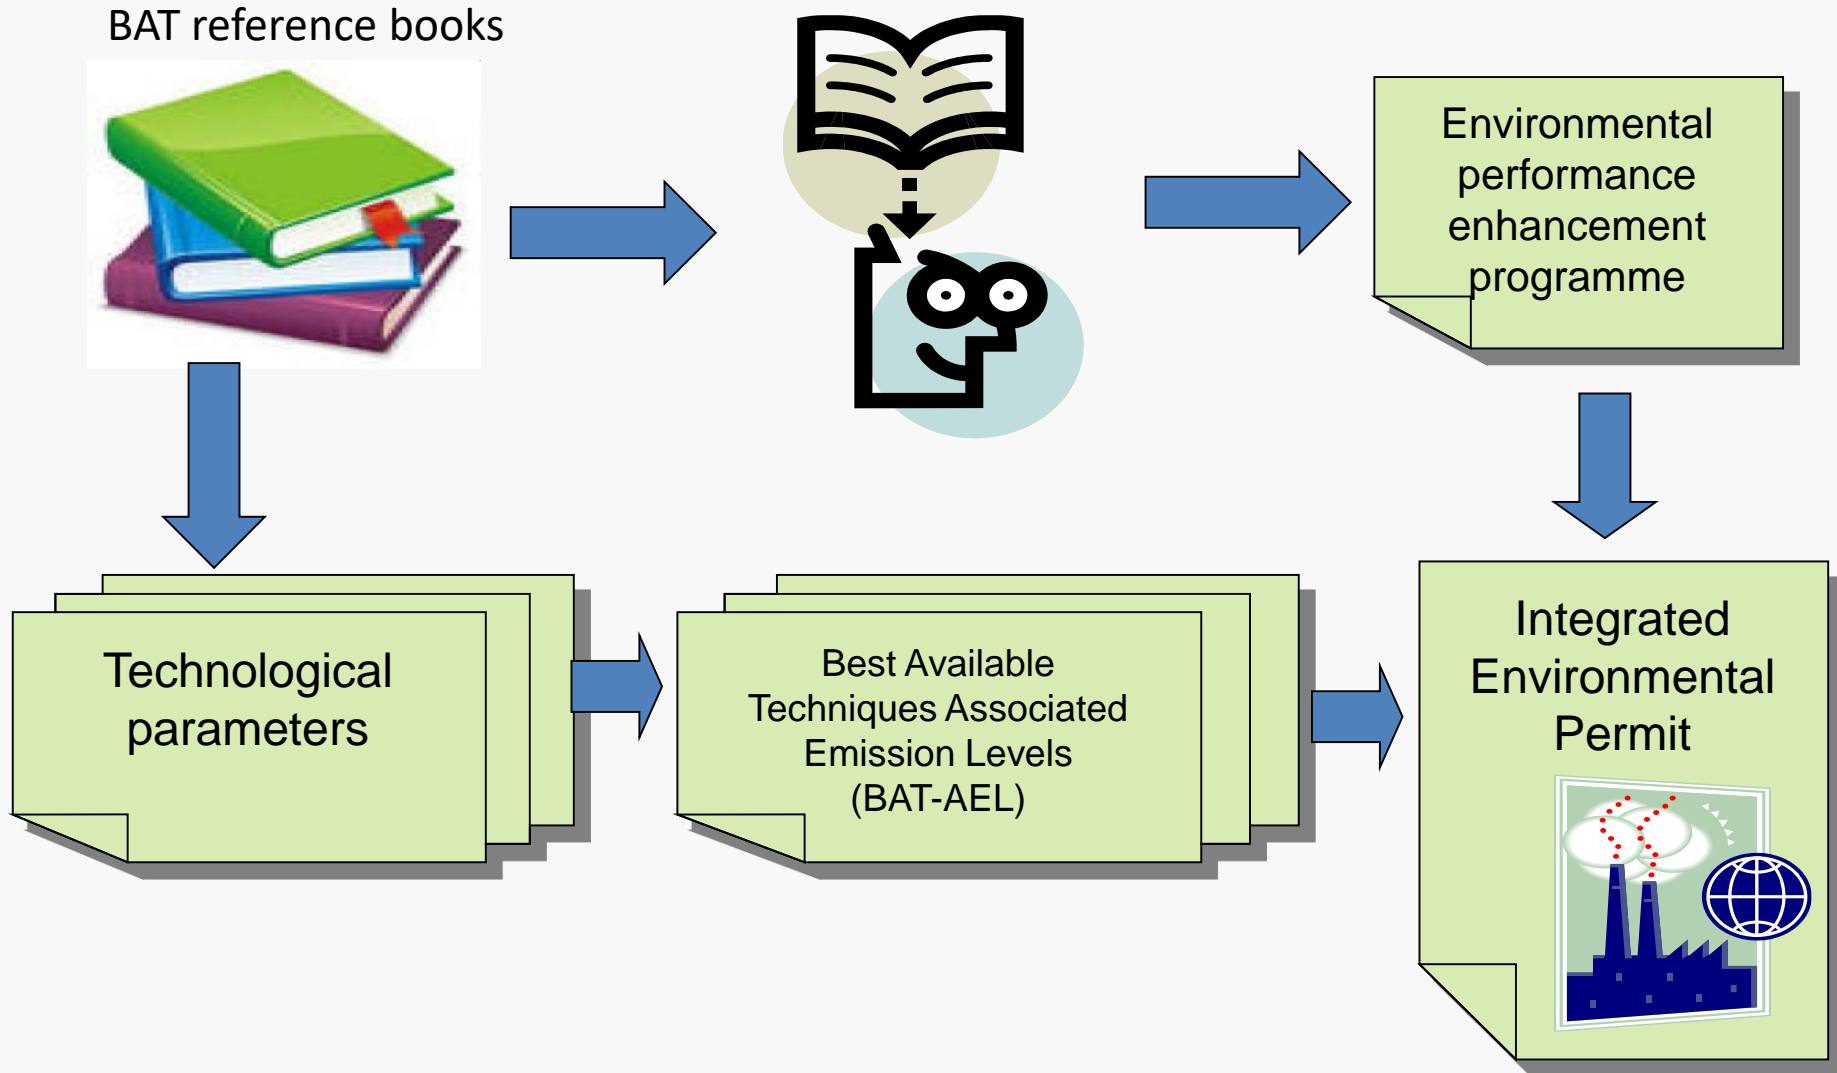 BAT reference books
Environmental
performance
enhancement
programme
Technological
parameters
Best Available
Techniques Associated
Emission Levels
(BAT-AEL)
Integrated
Environmental
Permit